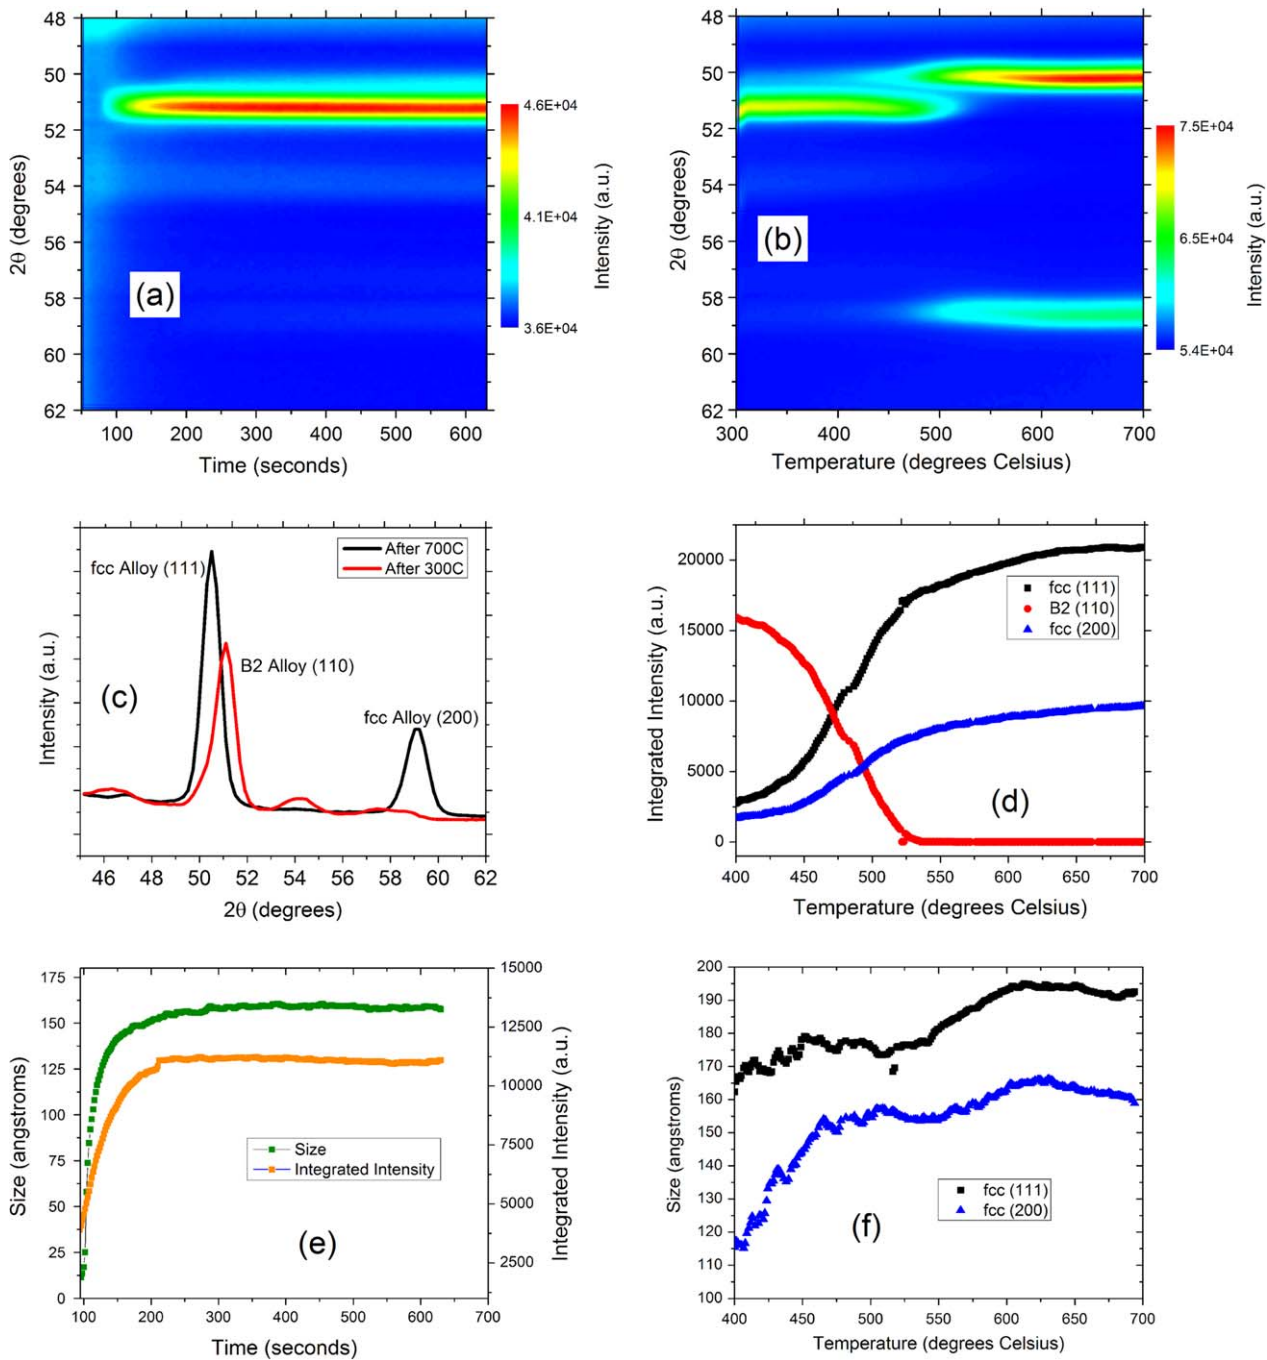 48
50
52
54
56
58
60
62
2θ (degrees)
100 200 300 400 500 600
Time (seconds)
(a)
4.6E+04
4.1E+04
3.6E+04
Intensity (a.u.)
48
50
52
54
56
58
60
62
2θ (degrees)
300 400 500 600 700
Temperature (degrees Celsius)
(b)
7.5E+04
6.5E+04
5.4E+04
Intensity (a.u.)
After 700C
After 300C
fcc Alloy (111)
B2 Alloy (110)
fcc Alloy (200)
(c)
Intensity (a.u.)
46 48 50 52 54 56 58 60 62
2θ (degrees)
20000
15000
10000
5000
0
Integrated Intensity (a.u.)
fcc (111)
B2 (110)
fcc (200)
(d)
400 450 500 550 600 650 700
Temperature (degrees Celsius)
175
150
125
100
75
50
25
0
Size (angstroms)
15000
12500
10000
7500
5000
2500
Integrated Intensity (a.u.)
Size
Integrated Intensity
(e)
100 200 300 400 500 600 700
Time (seconds)
200
190
180
170
160
150
140
130
120
110
100
Size (angstroms)
fcc (111)
fcc (200)
(f)
400 450 500 550 600 650 700
Temperature (degrees Celsius)